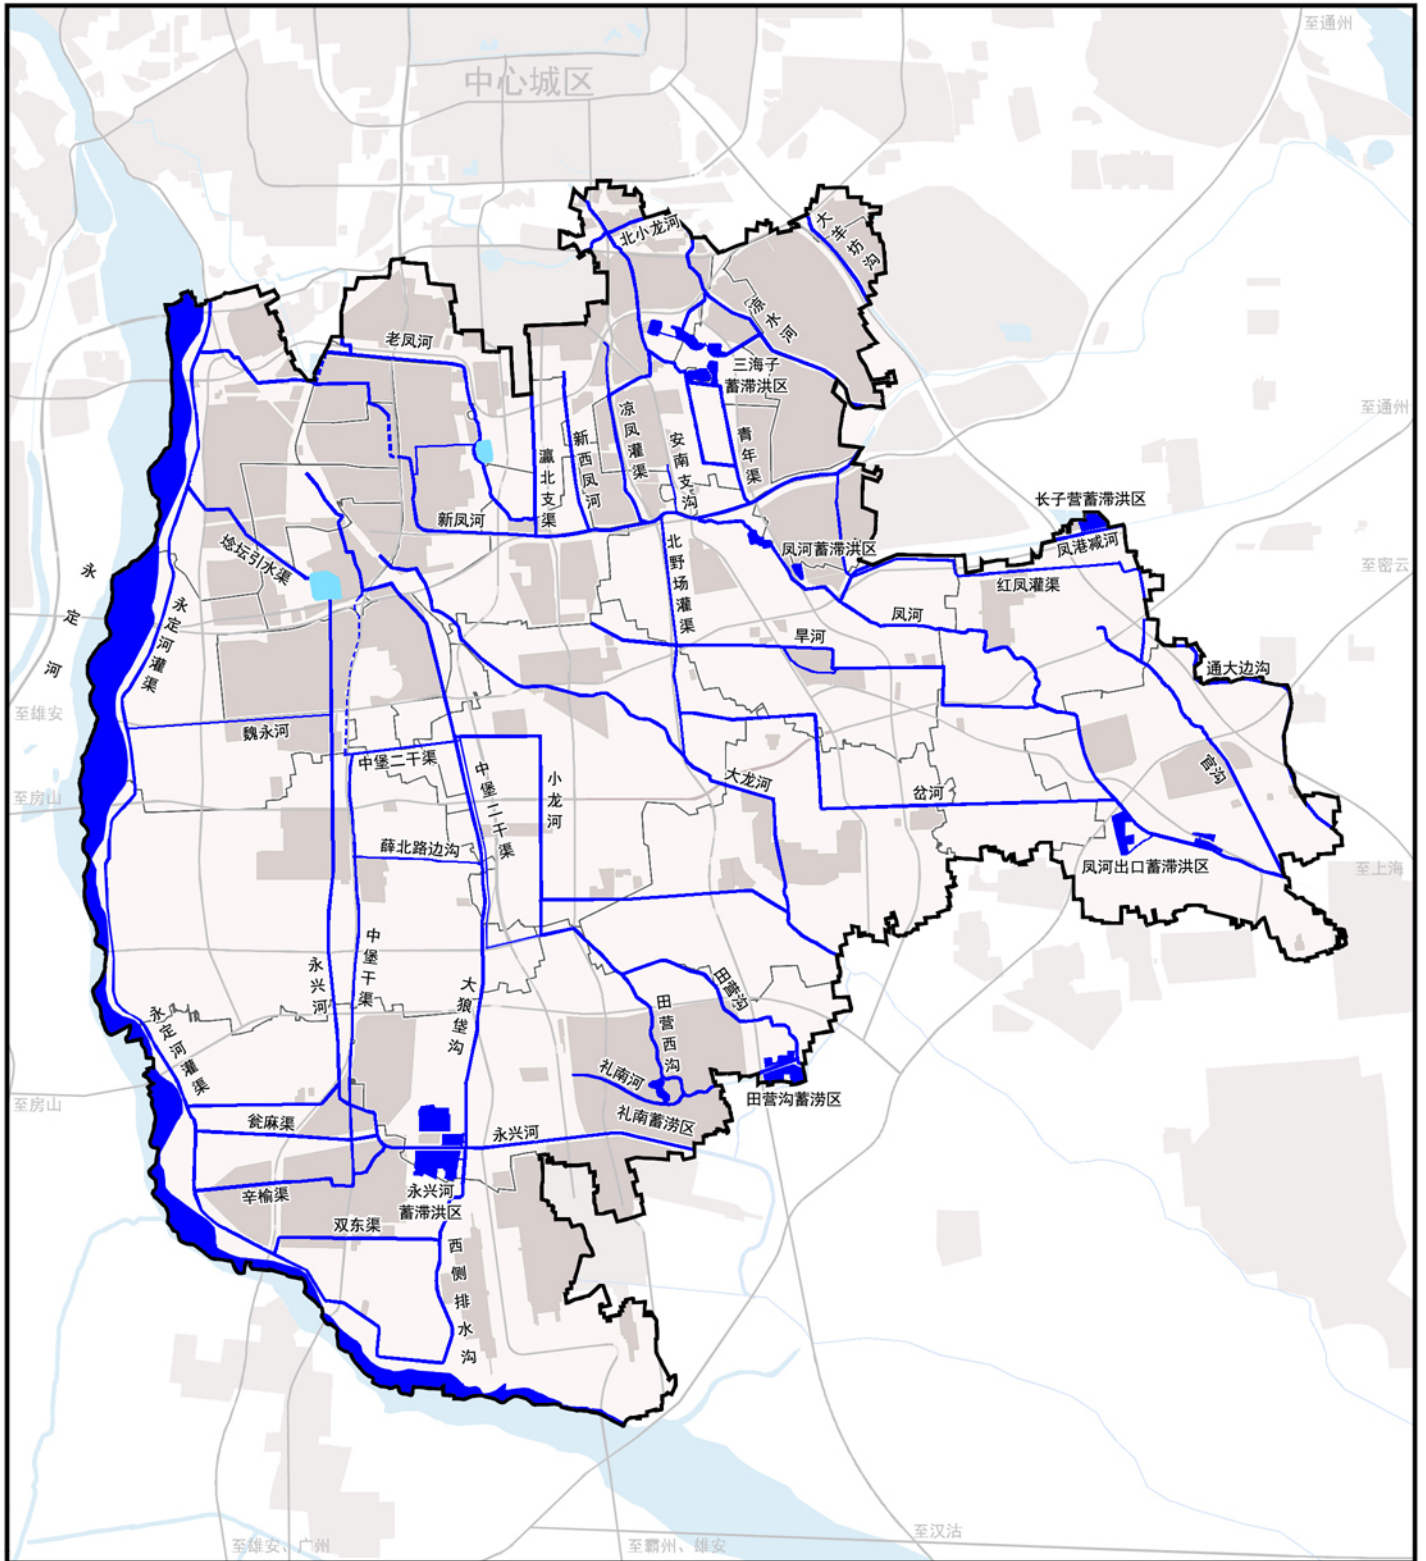 至通州
中心城区
北小龙河
大羊坊沟
凉水河
老凤河
三海子
蓄滞洪区
至通州
凉凤灌渠
新西凤河
安南支沟
青年渠
瀛北支渠
长子营蓄滞洪区
新凤河
凤港减河
北野场灌渠
凤河蓄滞洪区
埝坛引水渠
至密云
永定河
红凤灌渠
永定河灌渠
凤河
旱河
通大边沟
至雄安
魏永河
中堡二干渠
官沟
中堡二干渠
小龙河
大龙河
至房山
岔河
薛北路边沟
凤河出口蓄滞洪区
至上海
中堡干渠
永兴河
田营沟
大狼垡沟
田营西沟
永定河灌渠
礼南河
至房山
田营沟蓄涝区
瓮麻渠
礼南蓄涝区
永兴河
辛榆渠
永兴河
蓄滞洪区
双东渠
西侧排水沟
至汉沽
至雄安、广州
至霸州、雄安